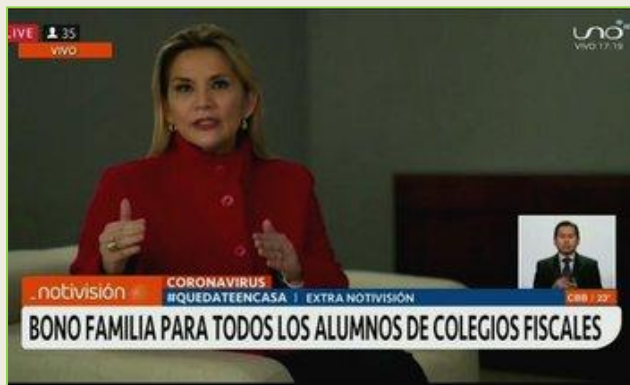 LIVE 35
VIVO
uno
VIVO 17:19
notivisión
CORONAVIRUS
#QUEDATEENCASA | EXTRA NOTIVISIÓN
CBB / 23°
BONO FAMILIA PARA TODOS LOS ALUMNOS DE COLEGIOS FISCALES